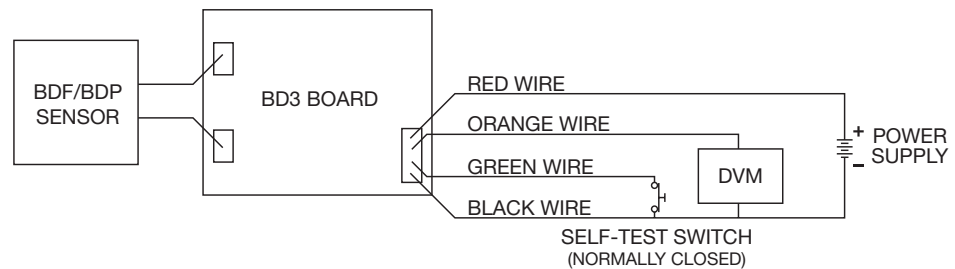 BDF/BDP
SENSOR
BD3 BOARD
RED WIRE
ORANGE WIRE
GREEN WIRE
BLACK WIRE
DVM
+
–
POWER
SUPPLY
SELF-TEST SWITCH
(NORMALLY CLOSED)